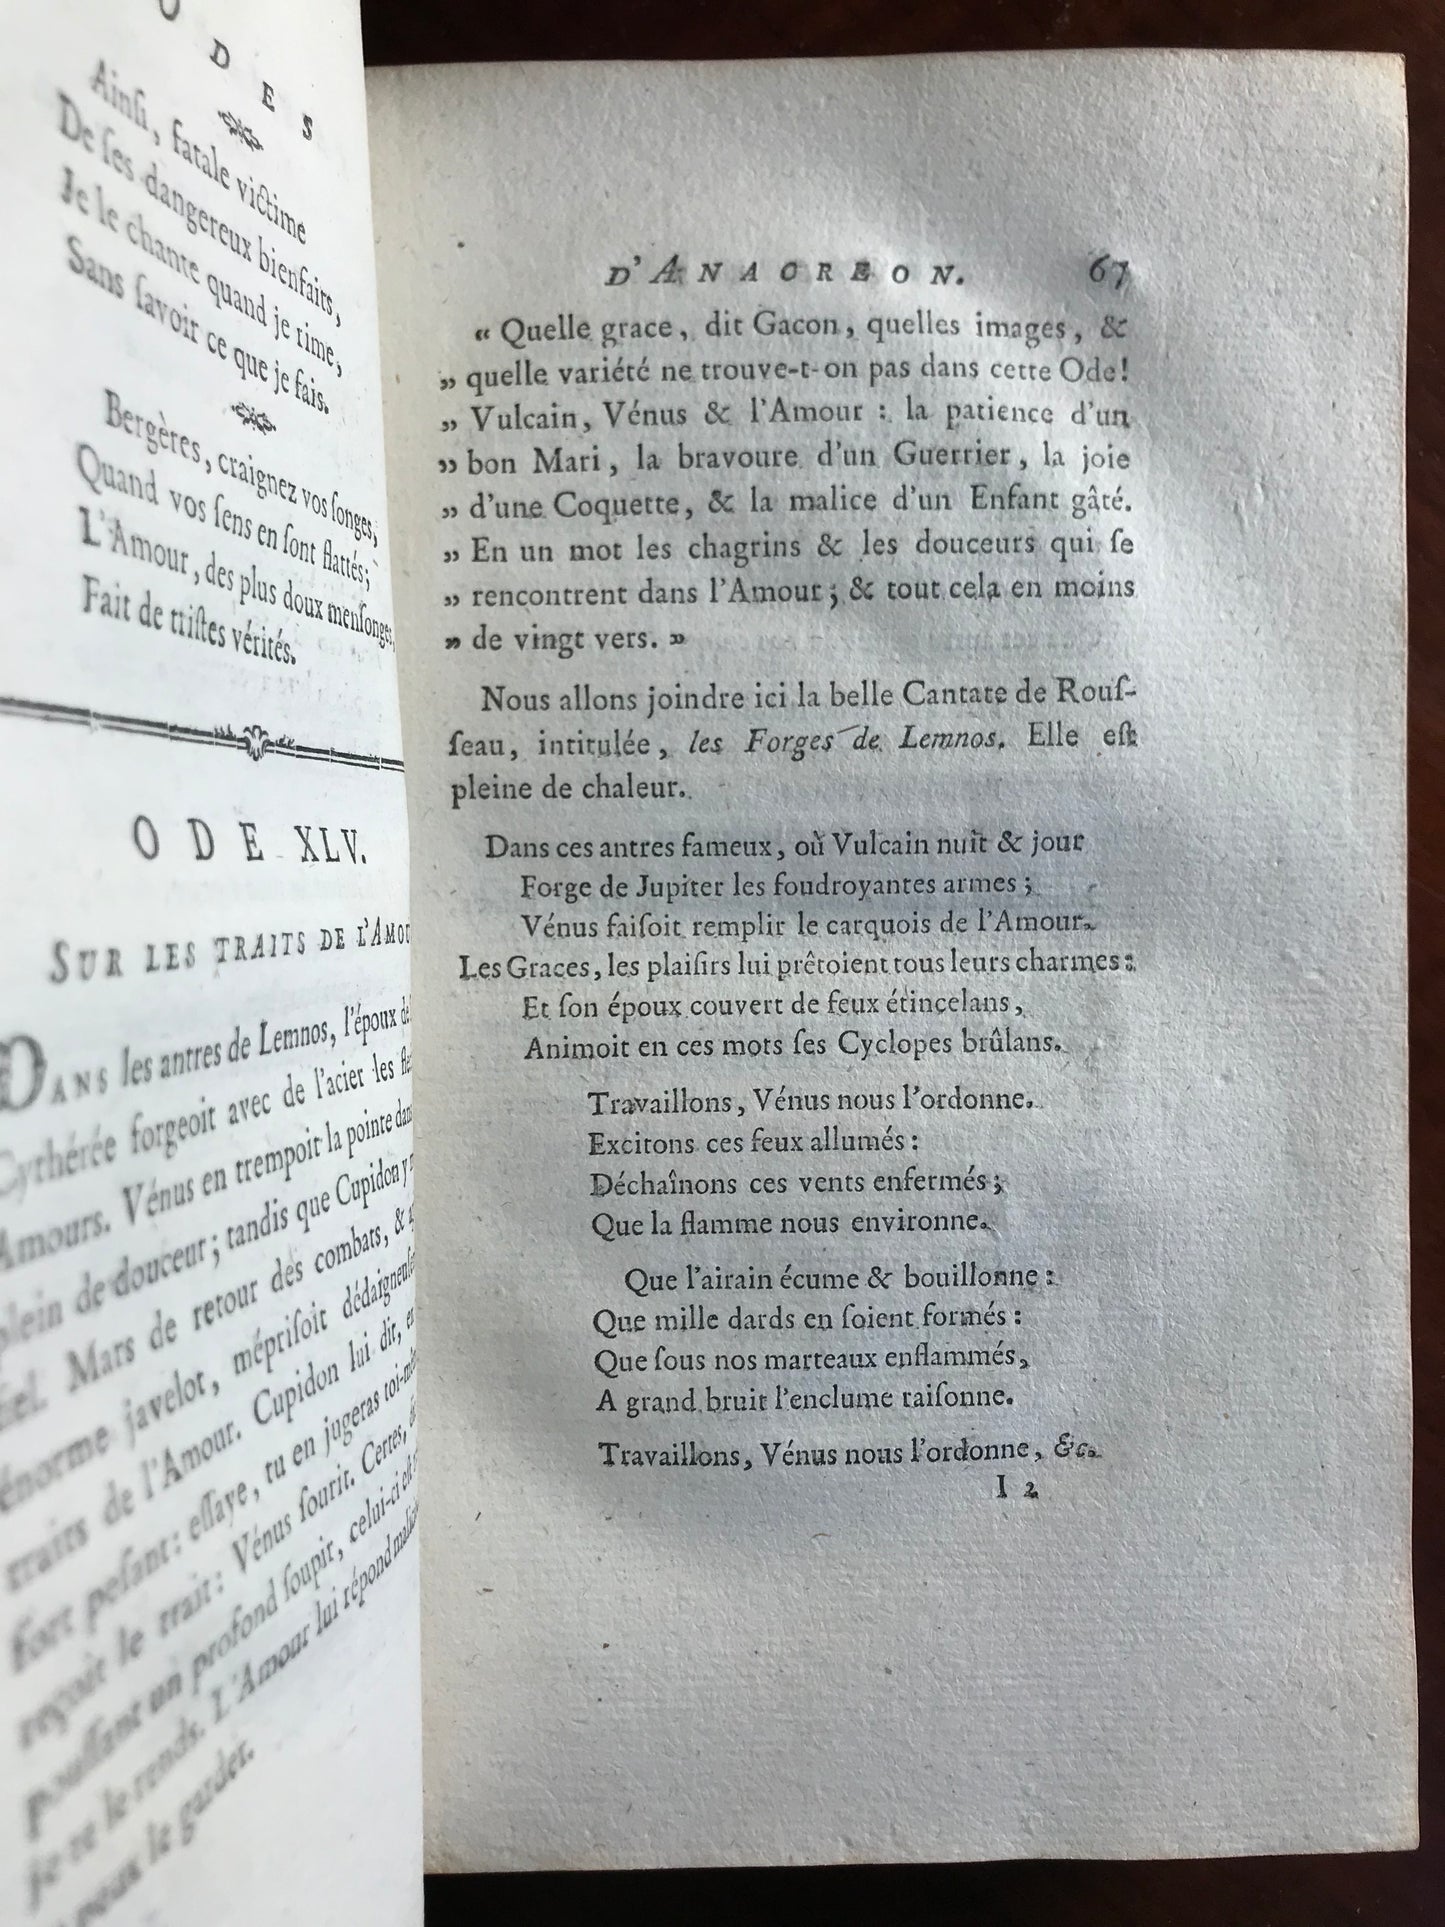 ODES
Ainſi, fatale victime
De ſes dangereux bienfaits,
Je le chante quand je rime,
Sans ſavoir ce que je fais.
Bergères, craignez vos ſonges,
Quand vos ſens en ſont flattés;
L'Amour, des plus doux menſonges,
Fait de triſtes vérités.
ODE XLV.
SUR LES TRAITS DE L'AMOU
DANS les antres de Lemnos, l'époux de
Cythérée forgeoit avec de l'acier les flé
Amours. Vénus en trempoit la pointe dans
plein de douceur; tandis que Cupidon y
fiel. Mars de retour des combats, &
énorme javelot, mépriſoit dédaigneuſe
traits de l'Amour. Cupidon lui dit, en
fort peſant: eſſaye, tu en jugeras toi-mê
reçoit le trait: Vénus ſourit. Certes,
pouſſant un profond ſoupir, celui-ci eſt
je te le rends. L'Amour lui répond malici
le garder.
D'ANACREON. 67
« Quelle grace, dit Gacon, quelles images, &
„ quelle variété ne trouve-t-on pas dans cette Ode!
„ Vulcain, Vénus & l'Amour : la patience d'un
„ bon Mari, la bravoure d'un Guerrier, la joie
„ d'une Coquette, & la malice d'un Enfant gâté.
„ En un mot les chagrins & les douceurs qui ſe
„ rencontrent dans l'Amour; & tout cela en moins
„ de vingt vers. »
Nous allons joindre ici la belle Cantate de Rouſ-
ſeau, intitulée, les Forges de Lemnos. Elle eſt
pleine de chaleur.
Dans ces antres fameux, où Vulcain nuit & jour
Forge de Jupiter les foudroyantes armes;
Vénus faiſoit remplir le carquois de l'Amour.
Les Graces, les plaiſirs lui prêtoient tous leurs charmes:
Et ſon époux couvert de feux étincelans,
Animoit en ces mots ſes Cyclopes brûlans.
Travaillons, Vénus nous l'ordonne.
Excitons ces feux allumés:
Déchaînons ces vents enfermés;
Que la flamme nous environne.
Que l'airain écume & bouillonne:
Que mille dards en ſoient formés:
Que ſous nos marteaux enflammés,
A grand bruit l'enclume raiſonne.
Travaillons, Vénus nous l'ordonne, &c.
I 2